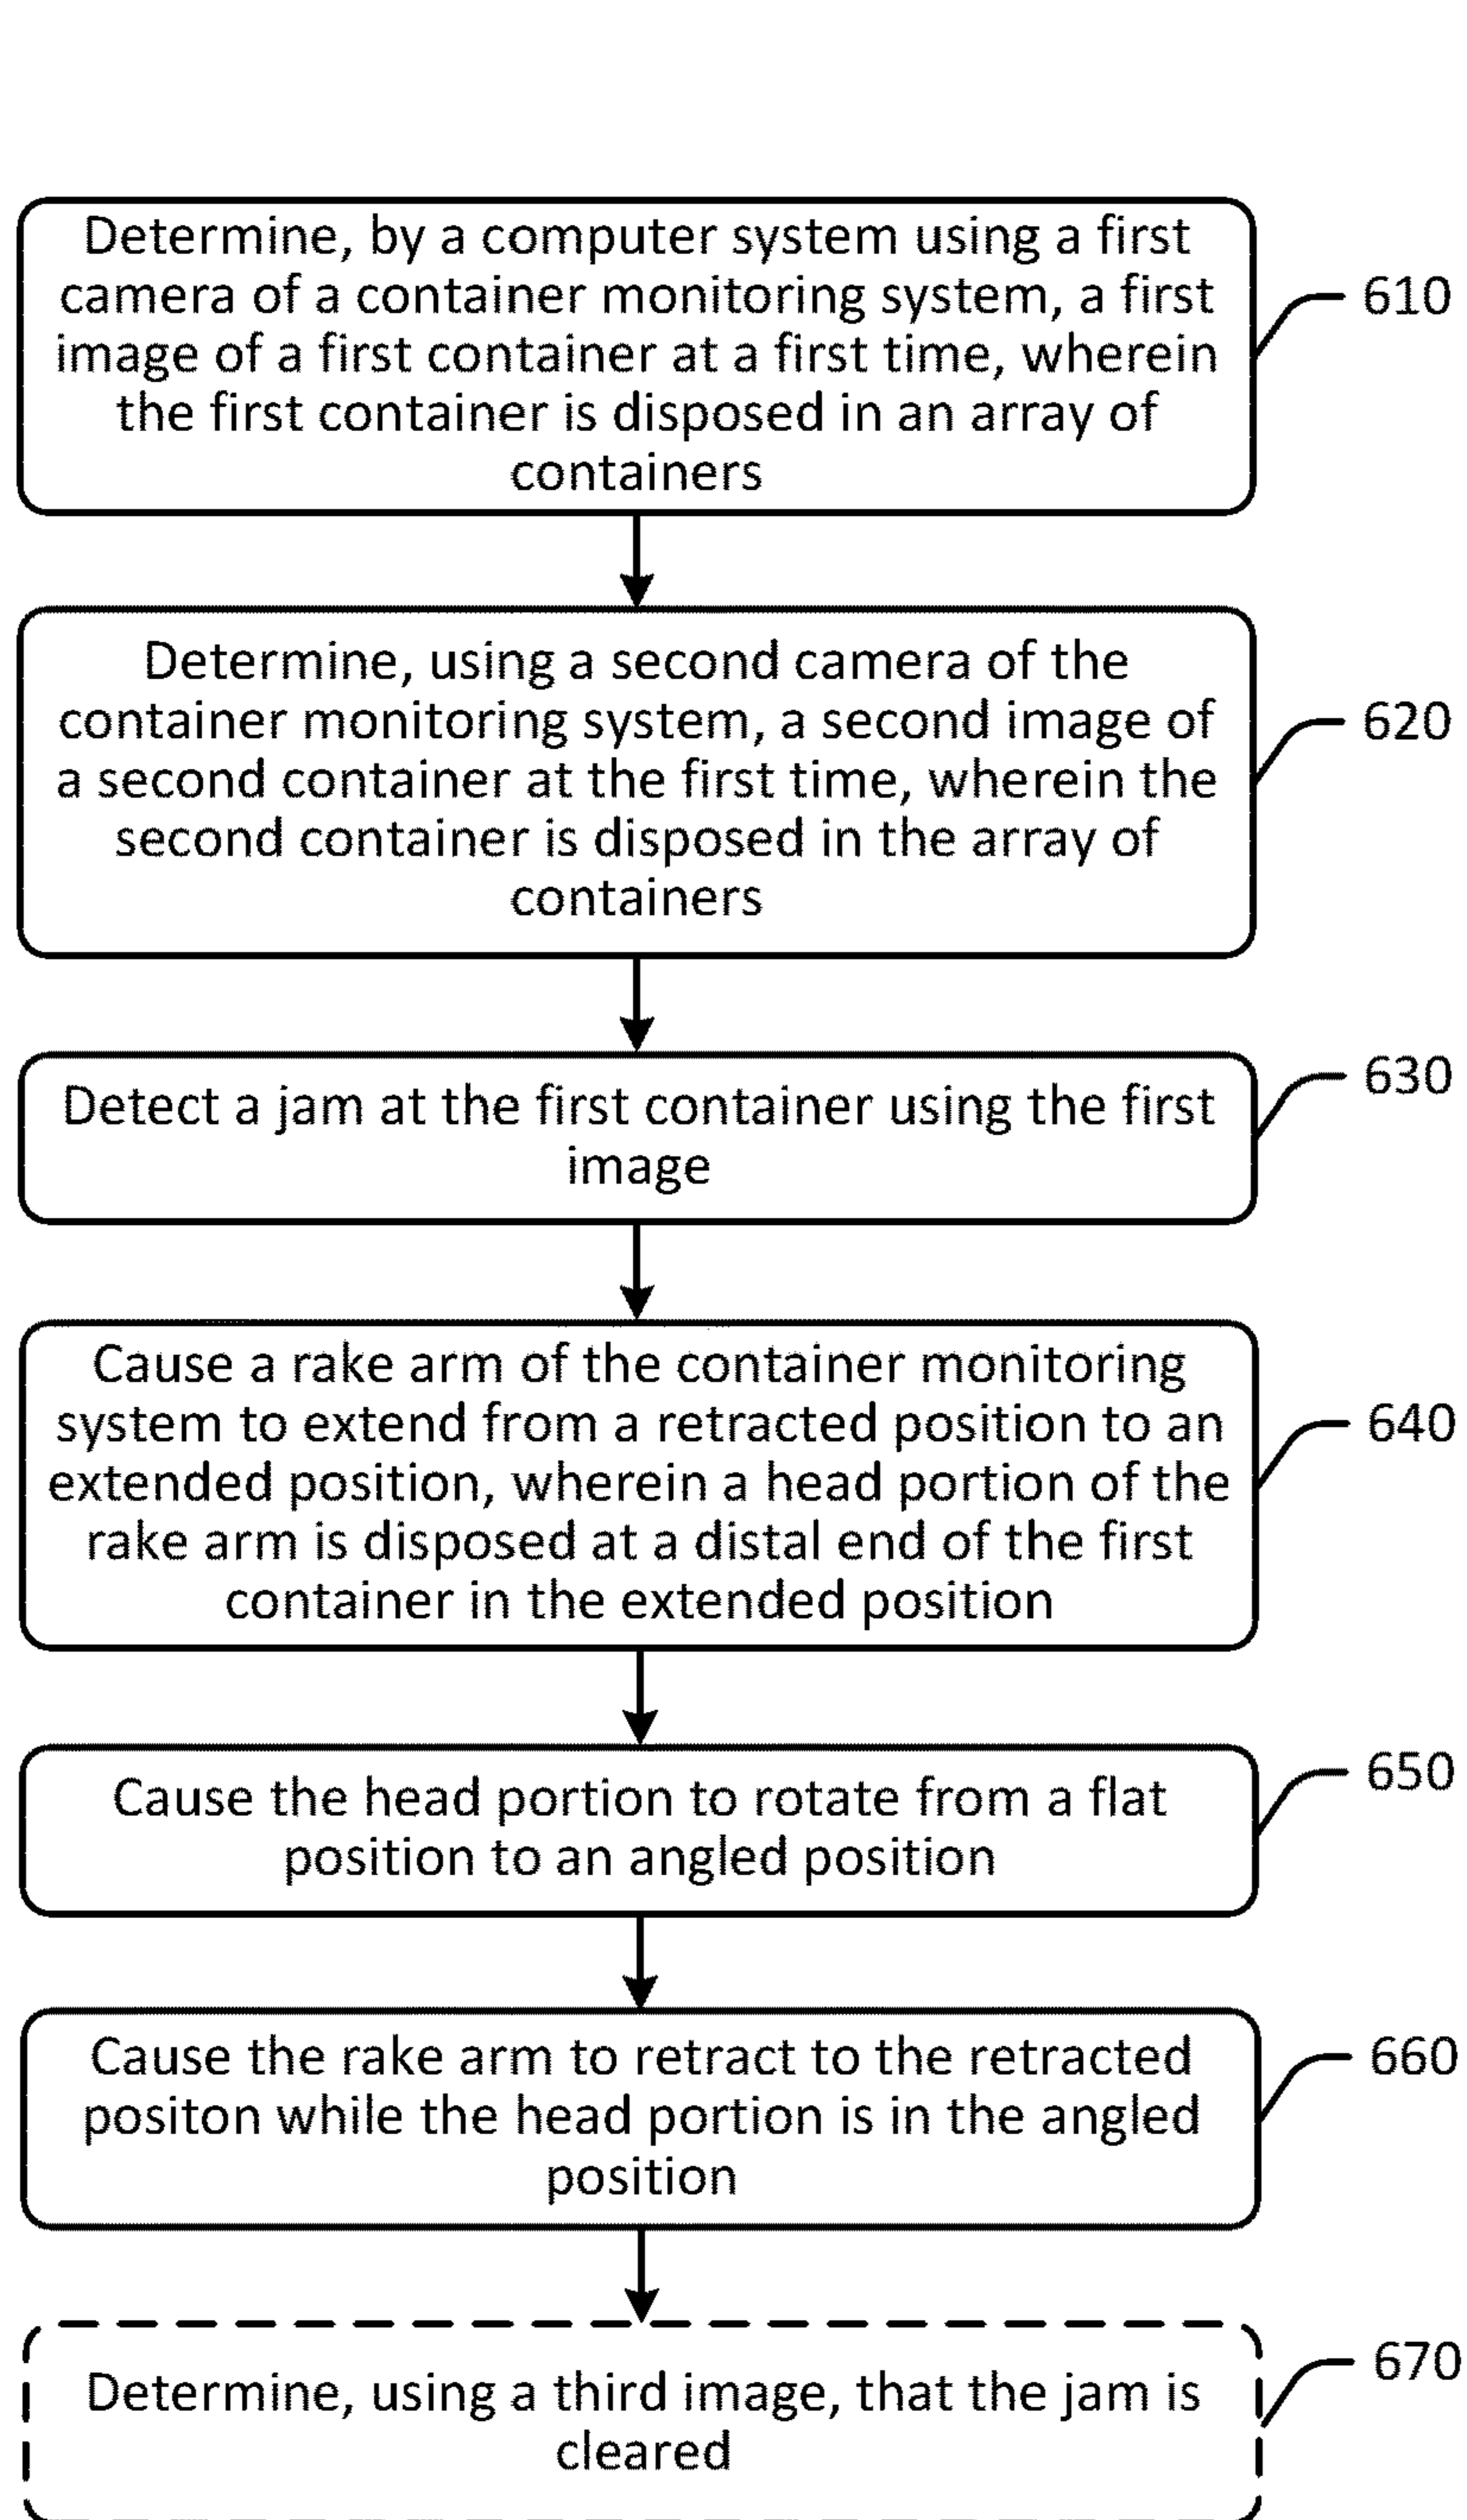 Determine, by a computer system using a first
camera of a container monitoring system, a first
image of a first container at a first time, wherein
the first container is disposed in an array of
containers
610
Determine, using a second camera of the
container monitoring system, a second image of
a second container at the first time, wherein the
second container is disposed in the array of
containers
620
Detect a jam at the first container using the first
image
630
Cause a rake arm of the container monitoring
system to extend from a retracted position to an
extended position, wherein a head portion of the
rake arm is disposed at a distal end of the first
container in the extended position
640
Cause the head portion to rotate from a flat
position to an angled position
650
Cause the rake arm to retract to the retracted
positon while the head portion is in the angled
position
660
Determine, using a third image, that the jam is
cleared
670